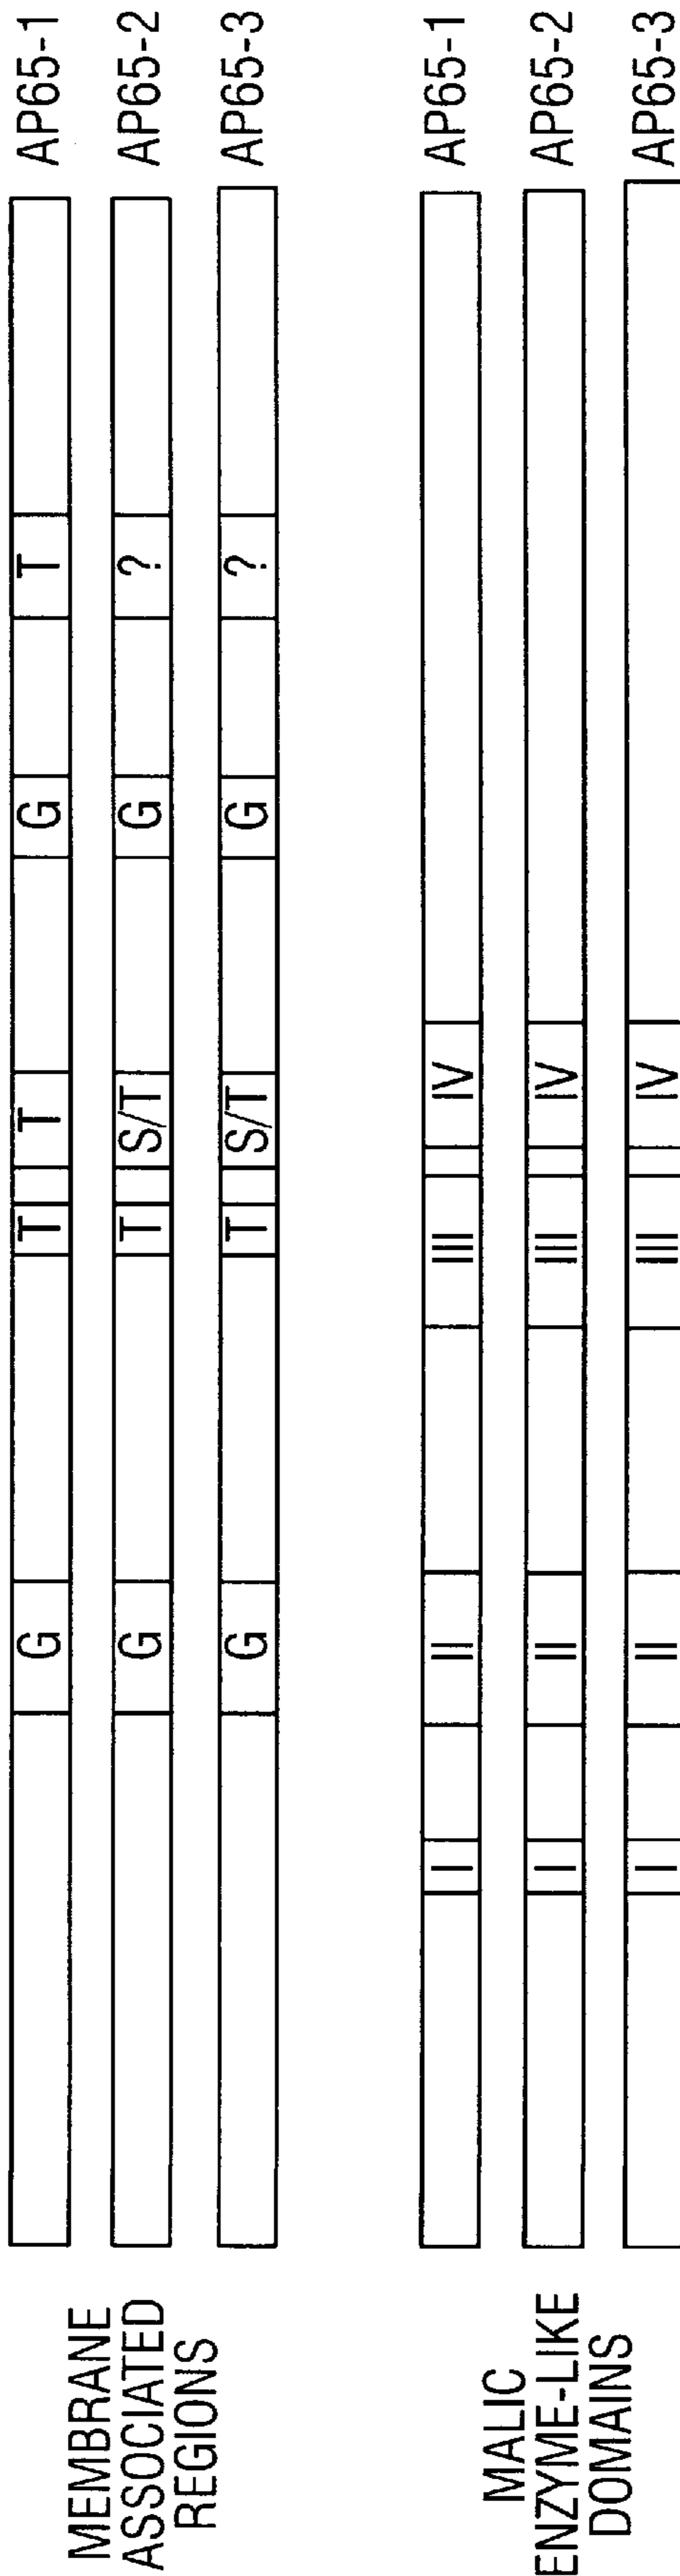 MEMBRANE
ASSOCIATED
REGIONS
G T T G T AP65-1
G T S/T G ? AP65-2
G T S/T G ? AP65-3
MALIC
ENZYME-LIKE
DOMAINS
I II III IV AP65-1
I II III IV AP65-2
I II III IV AP65-3